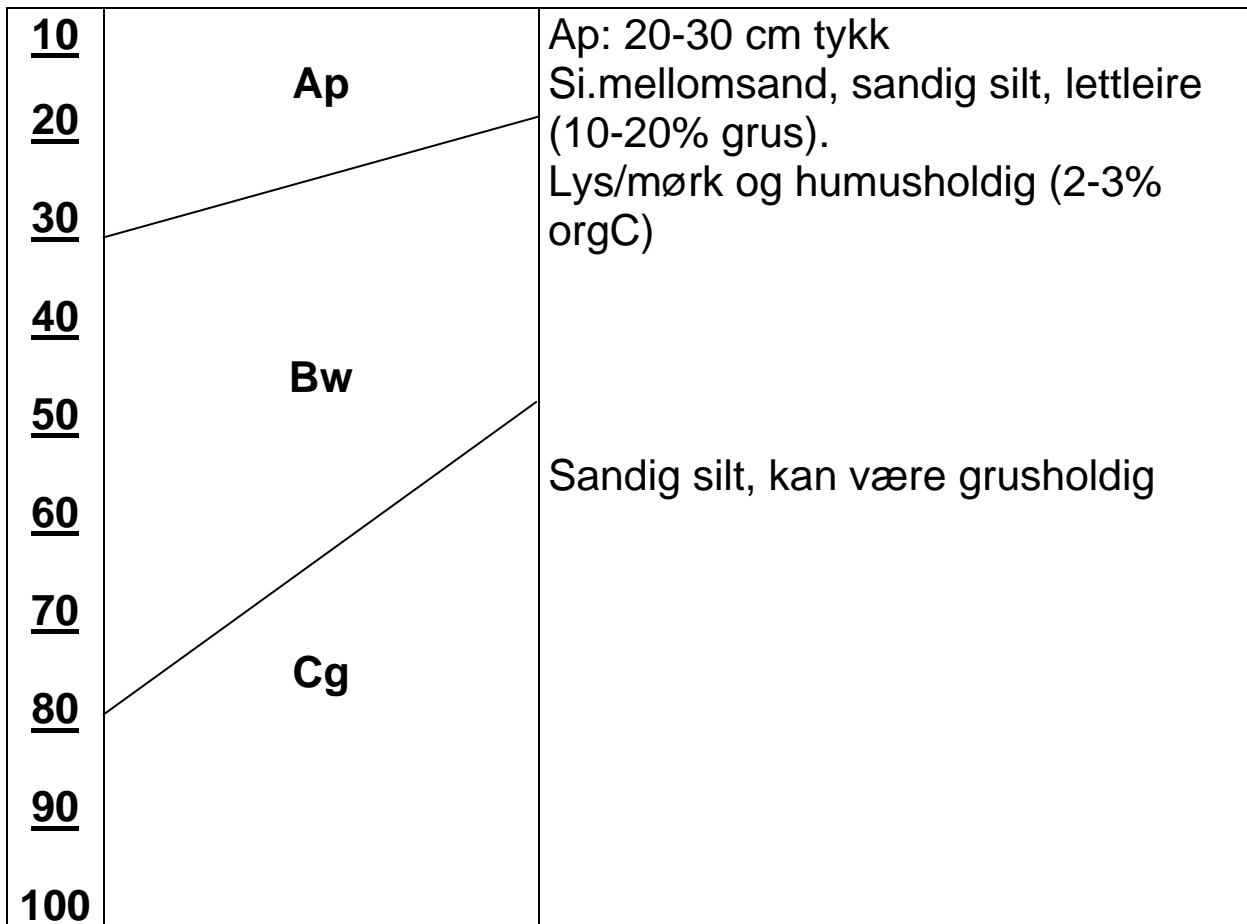 10
20
30
40
50
60
70
80
90
100
Ap
Bw
Cg
Ap: 20-30 cm tykk
Si.mellomsand, sandig silt, lettleire
(10-20% grus).
Lys/mørk og humusholdig (2-3%
orgC)
Sandig silt, kan være grusholdig